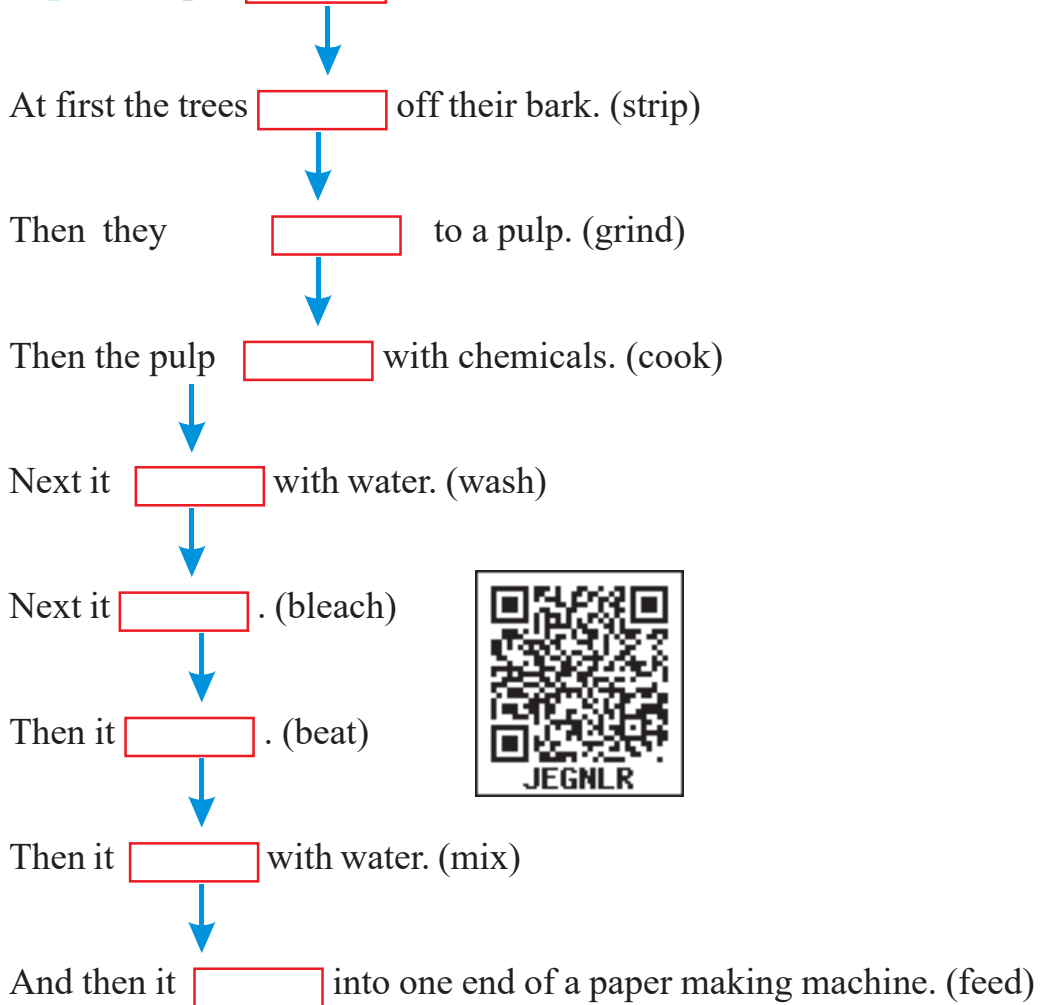 At first the trees off their bark. (strip)
Then they to a pulp. (grind)
Then the pulp with chemicals. (cook)
Next it with water. (wash)
Next it . (bleach)
Then it . (beat)
JEGNLR
Then it with water. (mix)
And then it into one end of a paper making machine. (feed)